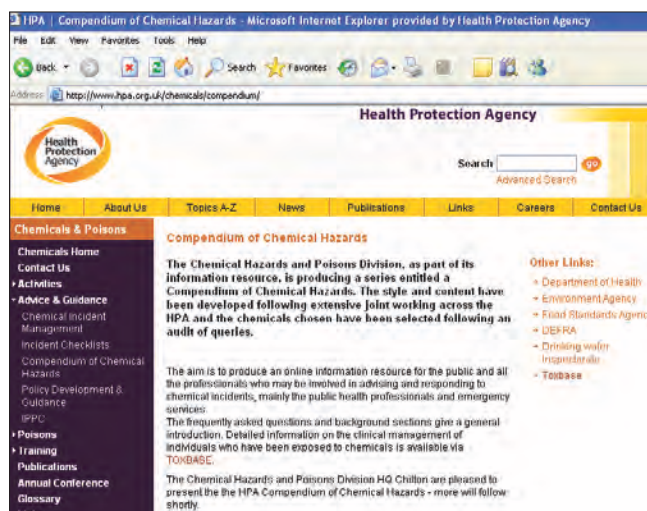 HPA | Compendium of Chemical Hazards - Microsoft Internet Explorer provided by Health Protection Agency
File Edit View Favorites Tools Help
Back Search Favorites
Address http://www.hpa.org.uk/chemicals/compendium/
Health Protection Agency
Health
Protection
Agency
Search go
Advanced Search
Home About Us Topics A-Z News Publications Links Careers Contact Us
Chemicals & Poisons
Chemicals Home
Contact Us
Activities
Advice & Guidance
Chemical Incident
Management
Incident Checklists
Compendium of Chemical
Hazards
Policy Development &
Guidance
IPPC
Poisons
Training
Publications
Annual Conference
Glossary
Compendium of Chemical Hazards
The Chemical Hazards and Poisons Division, as part of its
information resource, is producing a series entitled a
Compendium of Chemical Hazards. The style and content have
been developed following extensive joint working across the
HPA and the chemicals chosen have been selected following an
audit of queries.
The aim is to produce an online information resource for the public and all
the professionals who may be involved in advising and responding to
chemical incidents, mainly the public health professionals and emergency
services.
The frequently asked questions and background sections give a general
introduction. Detailed information on the clinical management of
individuals who have been exposed to chemicals is available via
TOXBASE.
The Chemical Hazards and Poisons Division HQ Chilton are pleased to
present the the HPA Compendium of Chemical Hazards - more will follow
shortly.
Other Links:
Department of Health
Environment Agency
Food Standards Agenc
DEFRA
Drinking water
Inspectorate
Toxbase